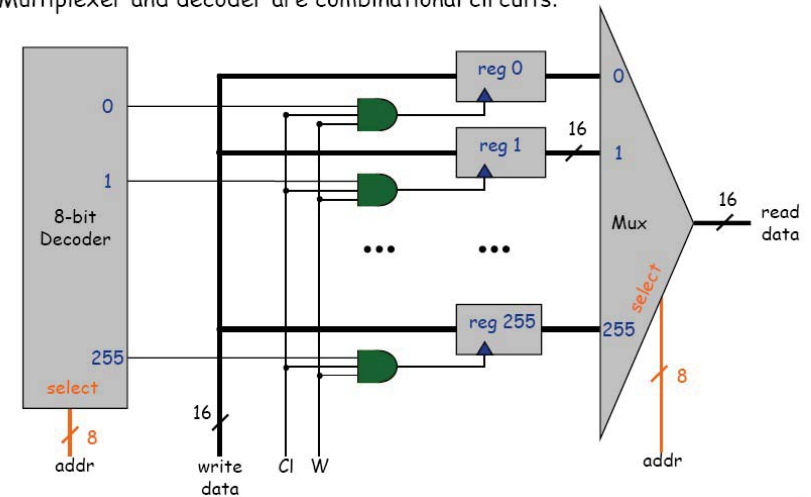 Multiplexer and decoder are combinational circuits.
reg 0
0
0
16
reg 1
1
1
16
read
data
8-bit
Decoder
Mux
•••
•••
select
reg 255
255
255
select
8
16
8
addr
write
data
Cl
W
addr